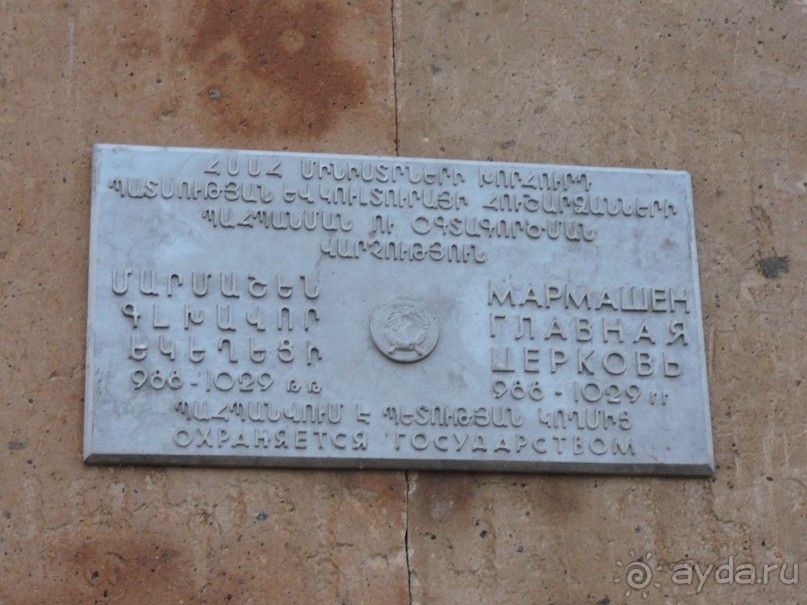 ՀՍՍՀ ՄԻՆԻՍՏՐՆԵՐԻ ԽՈՐՀՈՒՐԴ
ՊԱՏՄՈՒԹՅԱՆ ԵՎ ԿՈՒԼՏՈՒՐԱՅԻ ՀՈՒՇԱՐՁԱՆՆԵՐԻ
ՊԱՀՊԱՆՄԱՆ ՈՒ ՕԳՏԱԳՈՐԾՄԱՆ
ՎԱՐՉՈՒԹՅՈՒՆ
ՄԱՐՄԱՇԵՆ
ԳԼԽԱՎՈՐ
ԵԿԵՂԵՑԻ
988-1029 թթ
МАРМАШЕН
ГЛАВНАЯ
ЦЕРКОВЬ
988 - 1029 гг
ՊԱՀՊԱՆՎՈՒՄ Է ՊԵՏՈՒԹՅԱՆ ԿՈՂՄԻՑ
ОХРАНЯЕТСЯ ГОСУДАРСТВОМ
ayda.ru